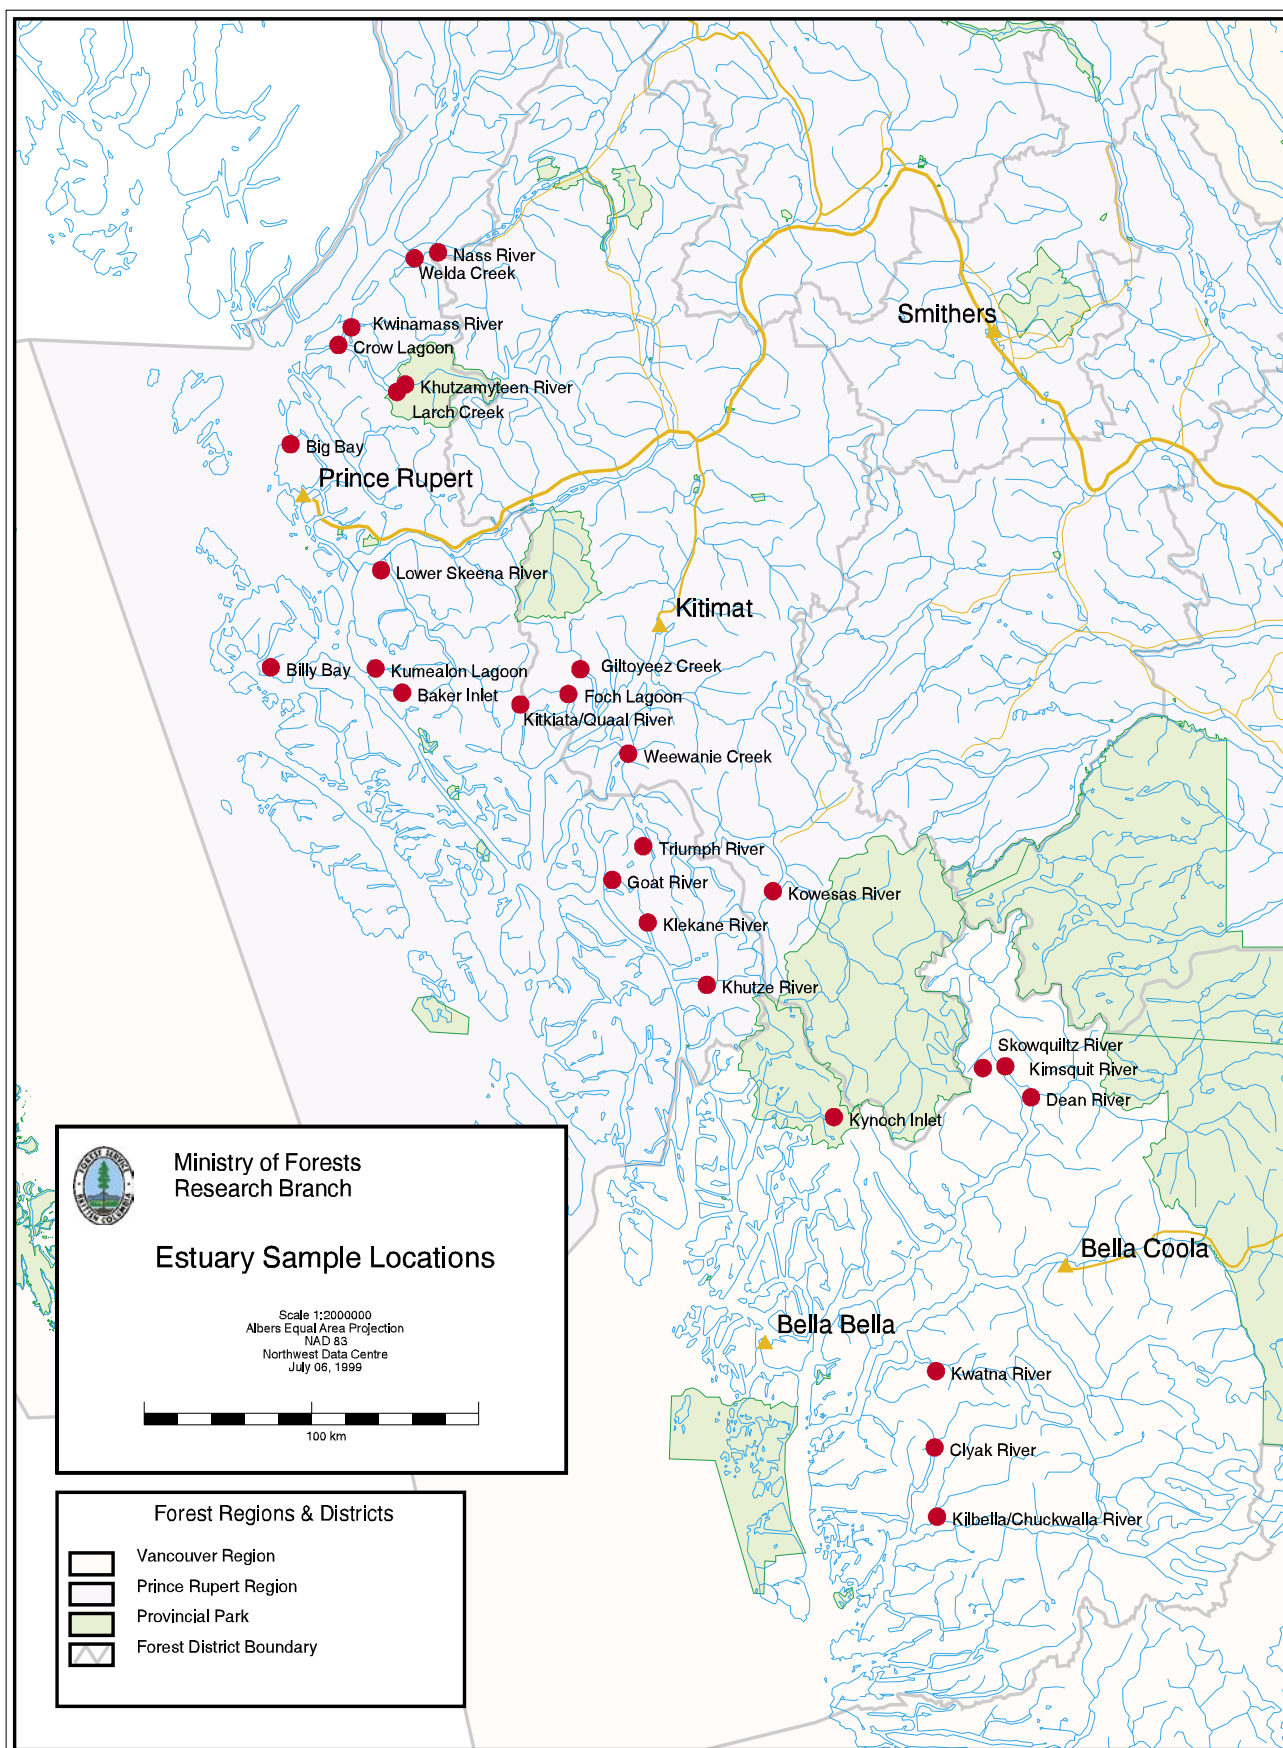 Nass River
Welda Creek
Kwinamass River
Smithers
Crow Lagoon
Khutzamyteen River
Larch Creek
Big Bay
Prince Rupert
Lower Skeena River
Kitimat
Billy Bay
Kumealon Lagoon
Giltoyeez Creek
Baker Inlet
Foch Lagoon
Kitkiata/Quaal River
Weewanie Creek
Triumph River
Goat River
Kowesas River
Klekane River
Khutze River
Skowquiltz River
Kimsquit River
Dean River
Kynoch Inlet
Bella Coola
Bella Bella
Kwatna River
Clyak River
Kilbella/Chuckwalla River
FOREST SERVICE
BRITISH COLUMBIA
Ministry of Forests
Research Branch
Estuary Sample Locations
Scale 1:2000000
Albers Equal Area Projection
NAD 83
Northwest Data Centre
July 06, 1999
100 km
Forest Regions & Districts
Vancouver Region
Prince Rupert Region
Provincial Park
Forest District Boundary